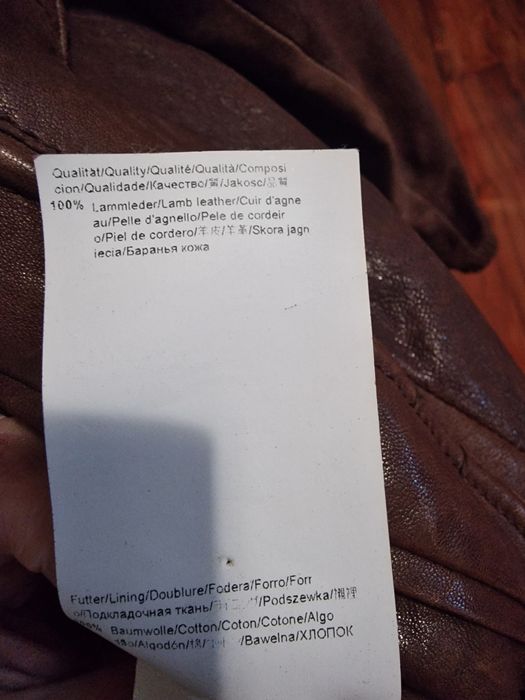 Qualität/Quality/Qualité/Qualità/Composi
cion/Qualidade/Качество/質/Jakosc/品質
100% Lammleder/Lamb leather/Cuir d'agne
au/Pelle d'agnello/Pele de cordeir
o/Piel de cordero/羊皮/羊革/Skora jagn
iecia/Баранья кожа
Futter/Lining/Doublure/Fodera/Forro/Forr
o/Подкладочная ткань/ /Podszewka/裡
Baumwolle/Cotton/Coton/Cotone/Algo
/Algodón/ /Bawelna/ХЛОПОК